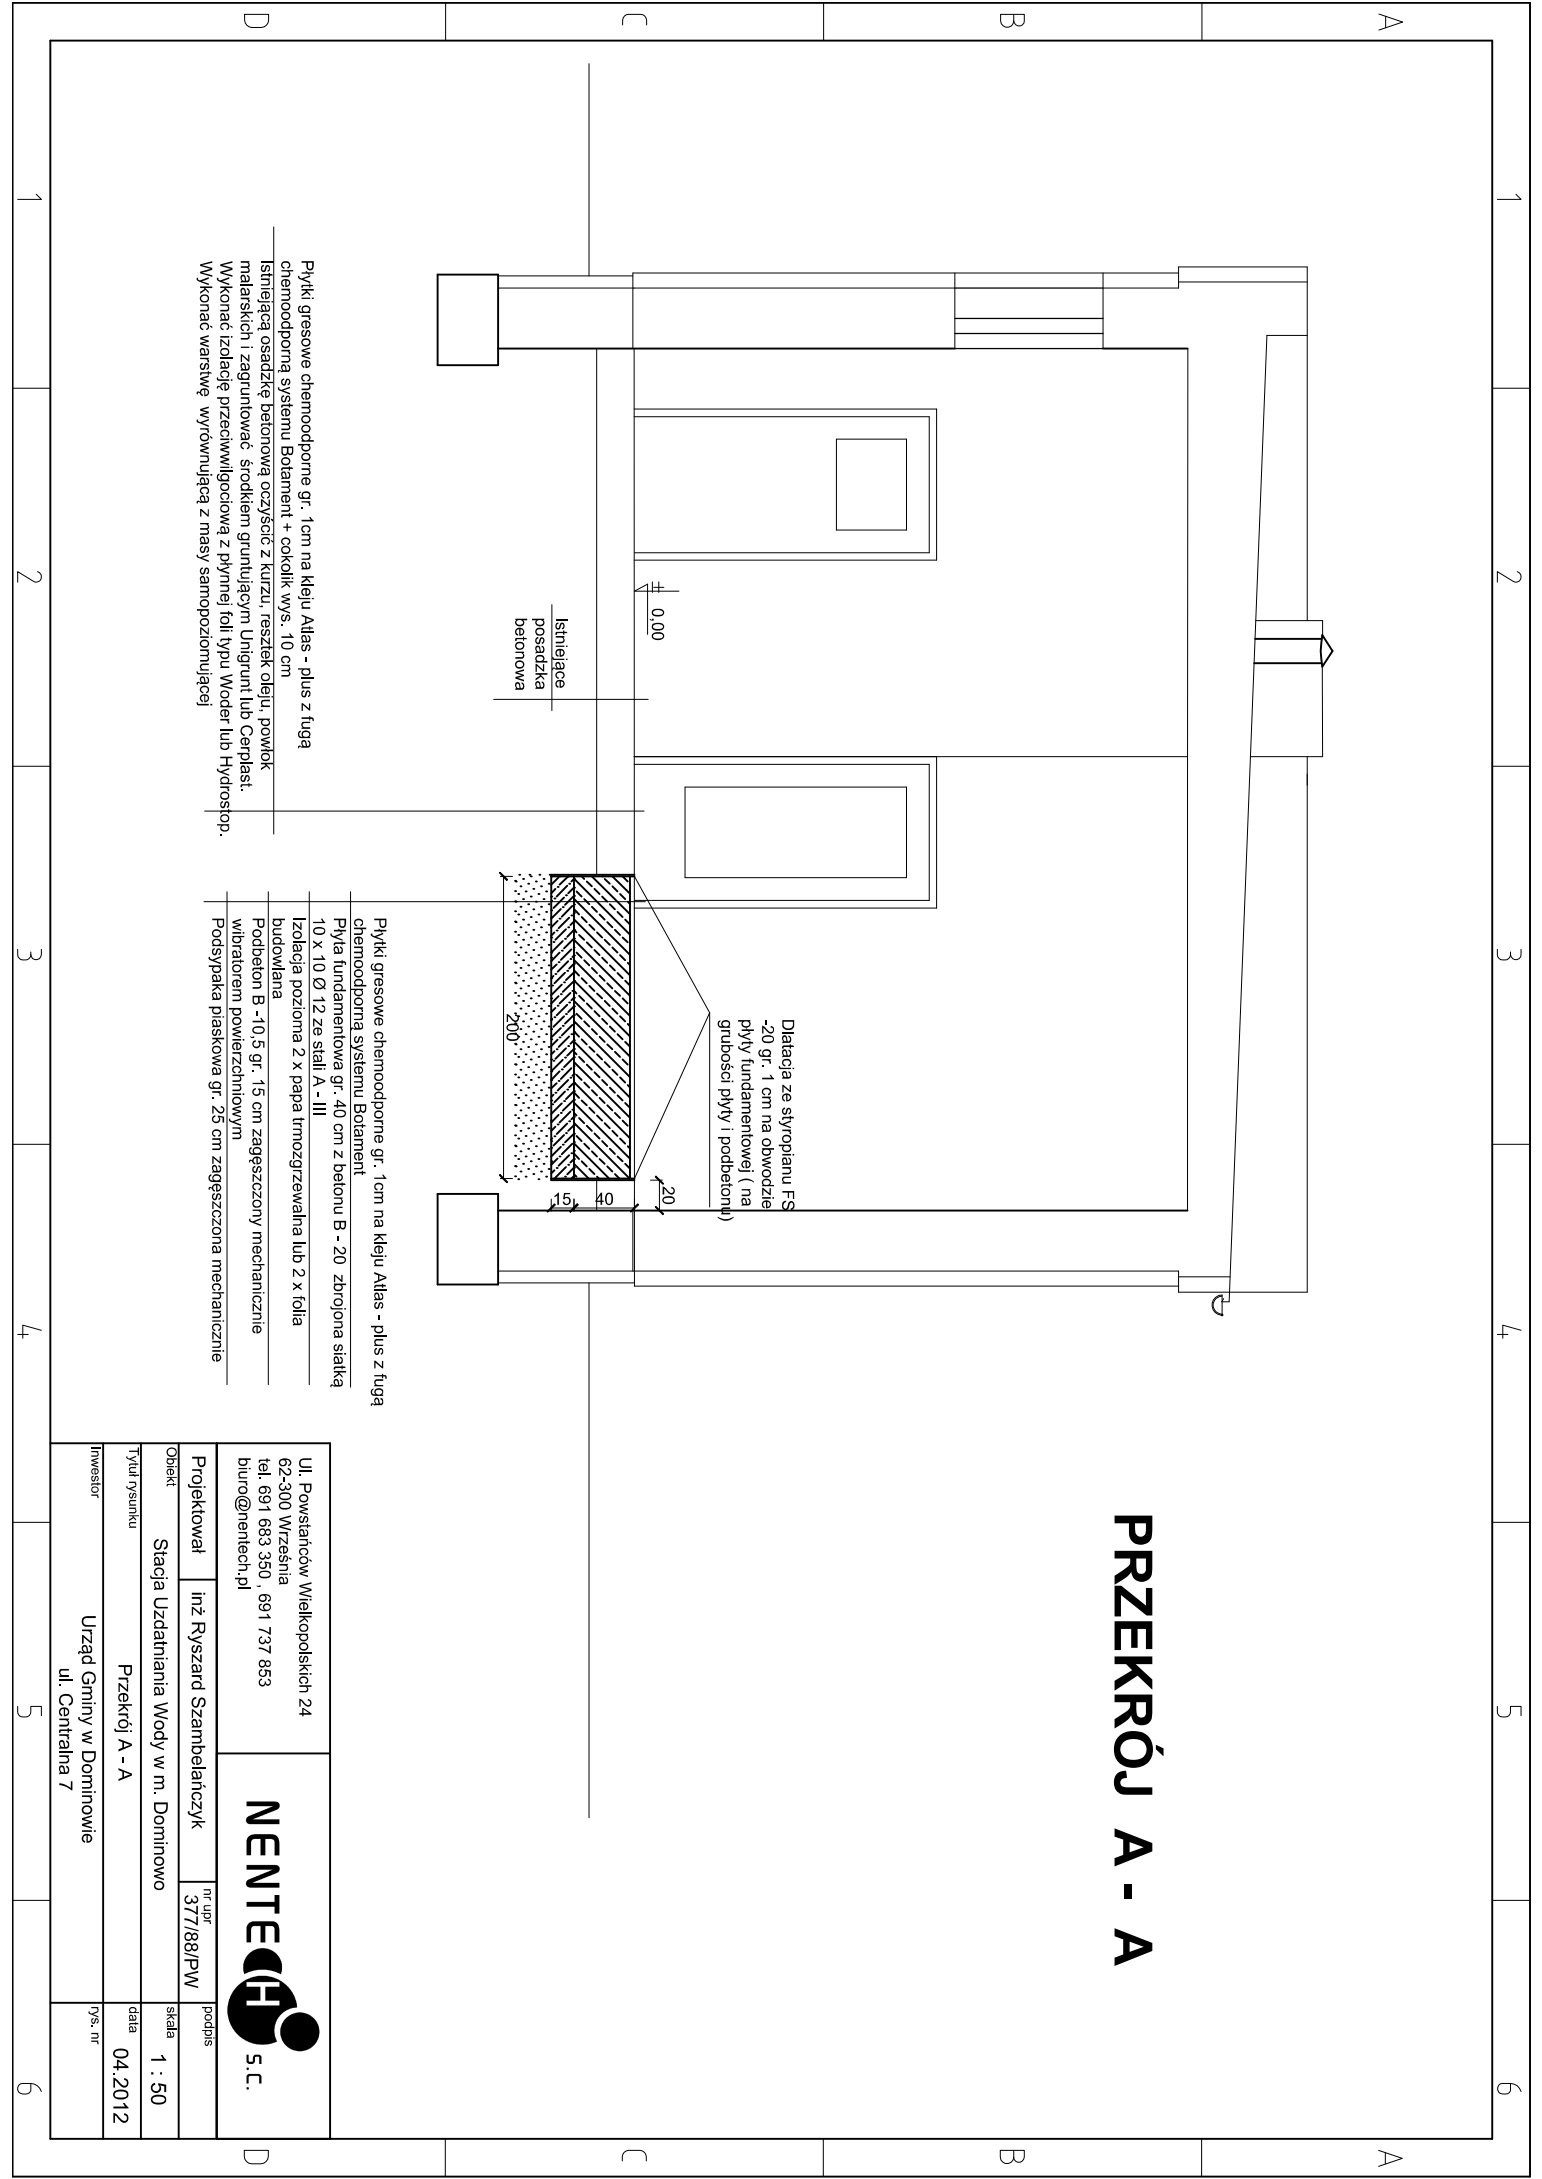 A
B
C
D
1
2
3
4
5
6
PRZEKRÓJ A - A
Dlatacja ze styropianu FS
-20 gr. 1 cm na obwodzie
płyty fundamentowej ( na
grubości płyty i podbetonu)
± 0,00
Istniejące
posadzka
betonowa
20
40
15
200
Płytki gresowe chemoodporne gr. 1cm na kleju Atlas - plus z fugą
chemoodporną systemu Botament + cokolik wys. 10 cm
Istniejącą osadzkę betonową oczyścić z kurzu, resztek oleju, powłok
malarskich i zagruntować środkiem gruntującym Unigrunt lub Cerplast.
Wykonać izolację przeciwwilgociową z płynnej foli typu Woder lub Hydrostop.
Wykonać warstwę wyrównującą z masy samopoziomującej
Płytki gresowe chemoodporne gr. 1cm na kleju Atlas - plus z fugą
chemoodporną systemu Botament
Płyta fundamentowa gr. 40 cm z betonu B - 20 zbrojona siatką
10 x 10 Ø 12 ze stali A - III
Izolacja pozioma 2 x papa trmozgrzewalna lub 2 x folia
budowlana
Podbeton B -10,5 gr. 15 cm zagęszczony mechanicznie
wibratorem powierzchniowym
Podsypaka piaskowa gr. 25 cm zagęszczona mechanicznie
Ul. Powstańców Wielkopolskich 24
62-300 Września
tel. 691 683 350 , 691 737 853
biuro@nentech.pl
NENTECH S.C.
Projektował
inż Ryszard Szambelańczyk
nr upr
377/88/PW
podpis
Obiekt
Stacja Uzdatniania Wody w m. Dominowo
skala
1 : 50
Tytuł rysunku
Przekrój A - A
data
04.2012
Inwestor
Urząd Gminy w Dominowie
ul. Centralna 7
rys. nr
1
2
3
4
5
6
A
B
C
D